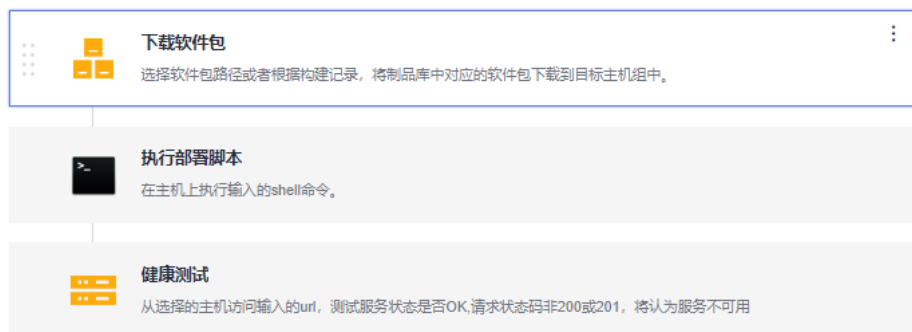 下载软件包
选择软件包路径或者根据构建记录，将制品库中对应的软件包下载到目标主机组中。
>_
执行部署脚本
在主机上执行输入的shell命令。
健康测试
从选择的主机访问输入的url，测试服务状态是否OK,请求状态码非200或201，将认为服务不可用